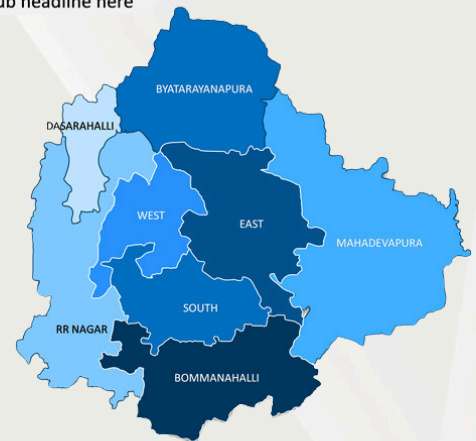 ub headline here
BYATARAYANAPURA
DASARAHALLI
WEST
EAST
MAHADEVAPURA
SOUTH
RR NAGAR
BOMMANAHALLI